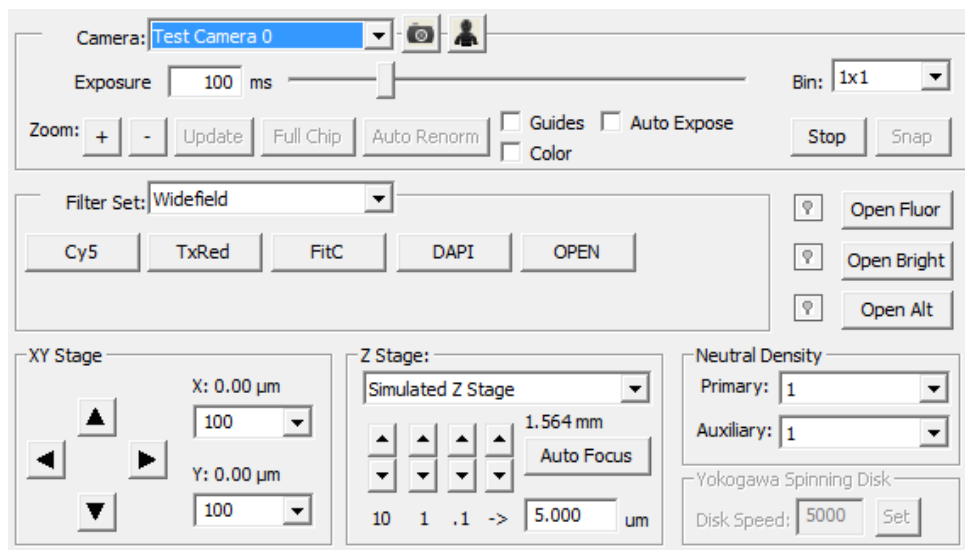 Camera: Test Camera 0
Exposure 100 ms Bin: 1x1
Zoom: + - Update Full Chip Auto Renorm Guides Auto Expose Stop Snap
Color
Filter Set: Widefield Open Fluor
Cy5 TxRed FitC DAPI OPEN Open Bright
Open Alt
XY Stage Z Stage: Neutral Density
X: 0.00 µm Simulated Z Stage Primary: 1
100 1.564 mm Auxiliary: 1
Auto Focus
Y: 0.00 µm Yokogawa Spinning Disk
100 10 1 .1 -> 5.000 um Disk Speed: 5000 Set